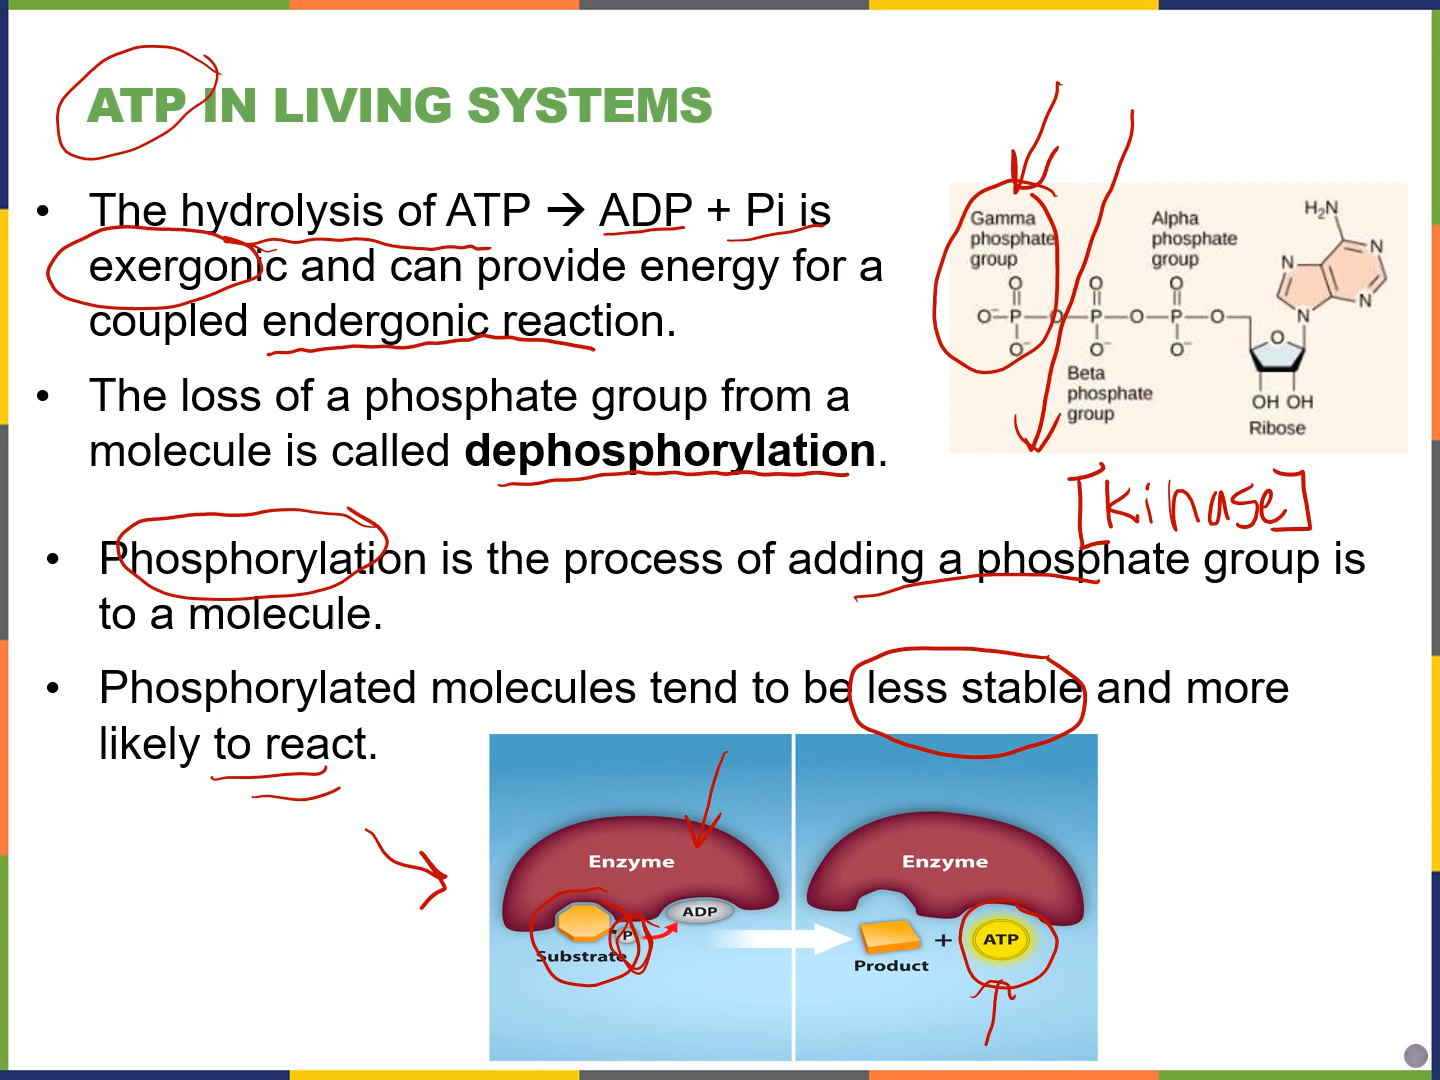 ATP IN LIVING SYSTEMS
• The hydrolysis of ATP → ADP + Pi is
exergonic and can provide energy for a
coupled endergonic reaction.
• The loss of a phosphate group from a
molecule is called dephosphorylation.
Gamma
phosphate
group
Alpha
phosphate
group
H₂N
N
N
N
N
O
O
O
O⁻—P—O—P—O—P—O
O
O⁻
O⁻
O⁻
Beta
phosphate
group
OH OH
Ribose
[kinase]
• Phosphorylation is the process of adding a phosphate group is
to a molecule.
• Phosphorylated molecules tend to be less stable and more
likely to react.
Enzyme
ADP
P
Substrate
Enzyme
+
ATP
Product